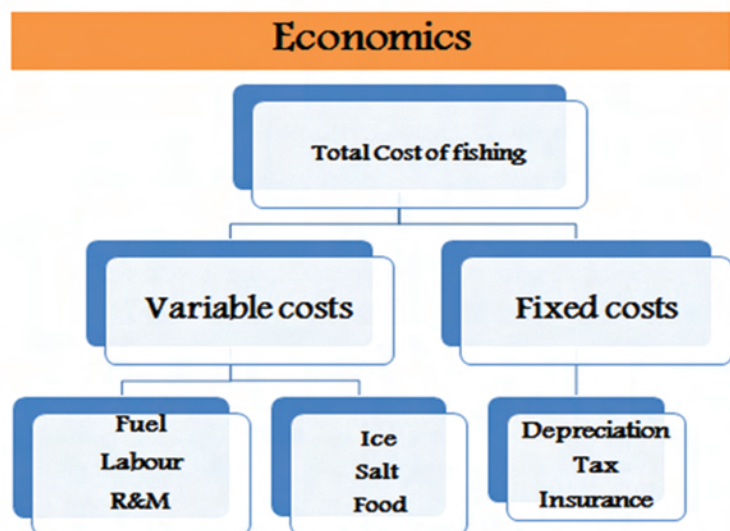 Economics
Total Cost of fishing
Variable costs
Fixed costs
Fuel
Labour
R&M
Ice
Salt
Food
Depreciation
Tax
Insurance